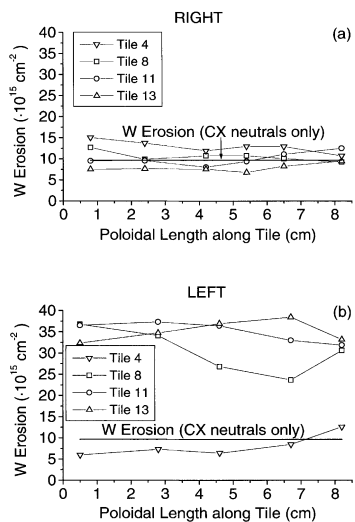 RIGHT
(a)
Tile 4
Tile 8
Tile 11
Tile 13
W Erosion (CX neutrals only)
W Erosion (·10¹⁵ cm⁻²)
40
35
30
25
20
15
10
5
0
0 1 2 3 4 5 6 7 8
Poloidal Length along Tile (cm)
LEFT
(b)
Tile 4
Tile 8
Tile 11
Tile 13
W Erosion (CX neutrals only)
W Erosion (·10¹⁵ cm⁻²)
40
35
30
25
20
15
10
5
0
0 1 2 3 4 5 6 7 8
Poloidal Length along Tile (cm)